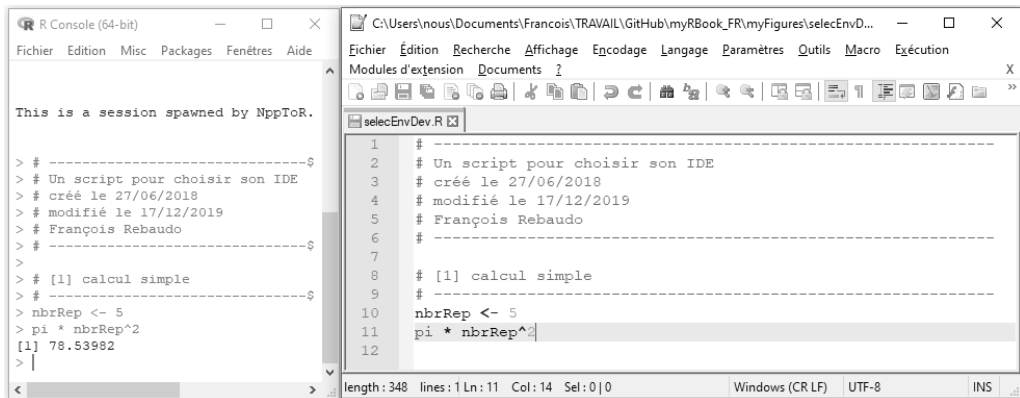 R Console (64-bit)
Fichier Edition Misc Packages Fenêtres Aide
This is a session spawned by NppToR.
> # --------------------------------$
> # Un script pour choisir son IDE
> # créé le 27/06/2018
> # modifié le 17/12/2019
> # François Rebaudo
> # --------------------------------$
>
> # [1] calcul simple
> # --------------------------------$
> nbrRep <- 5
> pi * nbrRep^2
[1] 78.53982
>
C:\Users\nous\Documents\Francois\TRAVAIL\GitHub\myRBook_FR\myFigures\selecEnvD...
Fichier Édition Recherche Affichage Encodage Langage Paramètres Outils Macro Exécution
Modules d'extension Documents ? X
selecEnvDev.R
1 # ------------------------------------------------------------
2 # Un script pour choisir son IDE
3 # créé le 27/06/2018
4 # modifié le 17/12/2019
5 # François Rebaudo
6 # ------------------------------------------------------------
7
8 # [1] calcul simple
9 # ------------------------------------------------------------
10 nbrRep <- 5
11 pi * nbrRep^2
12
length : 348 lines : 1 Ln : 11 Col : 14 Sel : 0 | 0 Windows (CR LF) UTF-8 INS